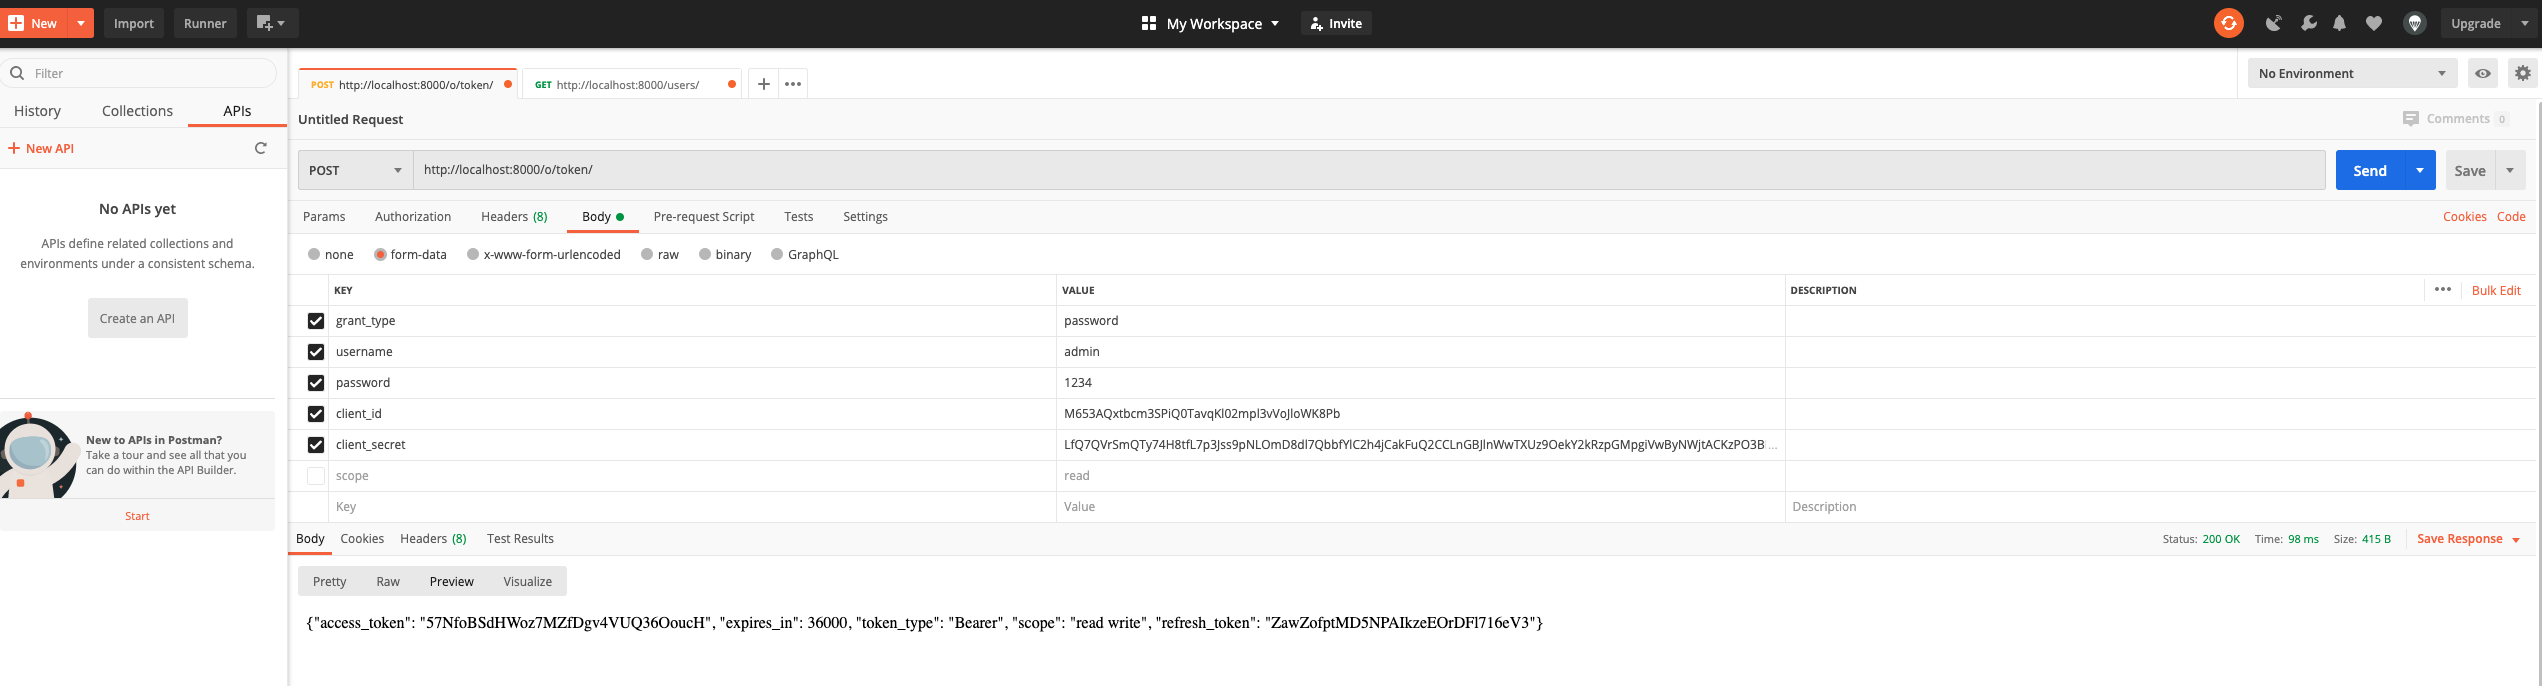 New Import Runner My Workspace Invite Upgrade
Filter
POST http://localhost:8000/o/token/ GET http://localhost:8000/users/ No Environment
History Collections APIs
Untitled Request Comments 0
New API
POST http://localhost:8000/o/token/ Send Save
No APIs yet
Params Authorization Headers (8) Body Pre-request Script Tests Settings Cookies Code
APIs define related collections and
environments under a consistent schema.
none form-data x-www-form-urlencoded raw binary GraphQL
KEY VALUE DESCRIPTION Bulk Edit
Create an API
grant_type password
username admin
password 1234
client_id
client_secret
scope read
Key Value Description
New to APIs in Postman?
Take a tour and see all that you
can do within the API Builder.
Start
Body Cookies Headers (8) Test Results Status: 200 OK Time: 98 ms Size: 415 B Save Response
Pretty Raw Preview Visualize
{"access_token": "57NfoBSdHWoz7MZfDgv4VUQ36OoucH", "expires_in": 36000, "token_type": "Bearer", "scope": "read write", "refresh_token": "ZawZofptMD5NPAIkzeEOrDFl716eV3"}